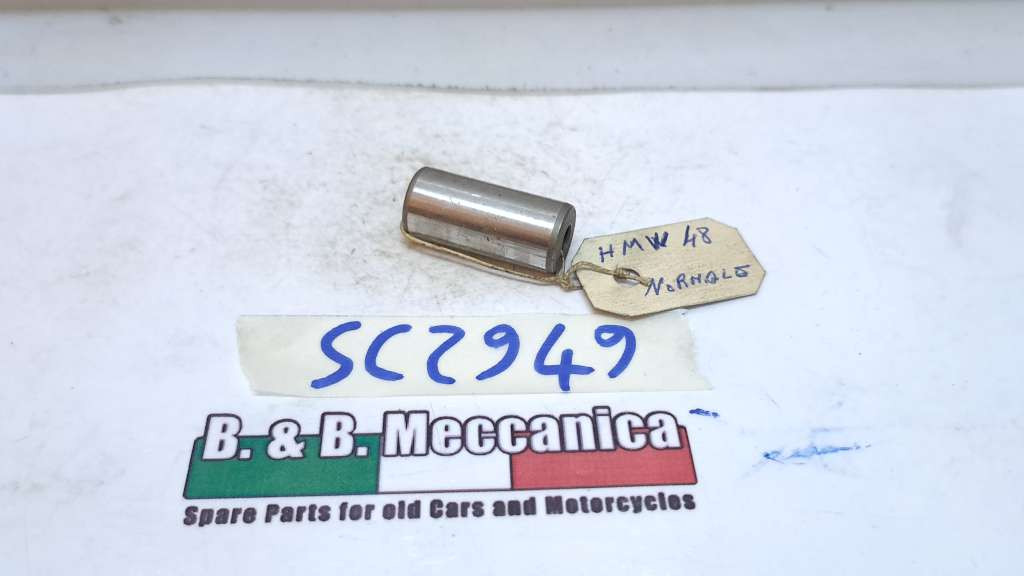 HMW 48
NORMALE
SC2949
B. & B. Meccanica
Spare Parts for old Cars and Motorcycles